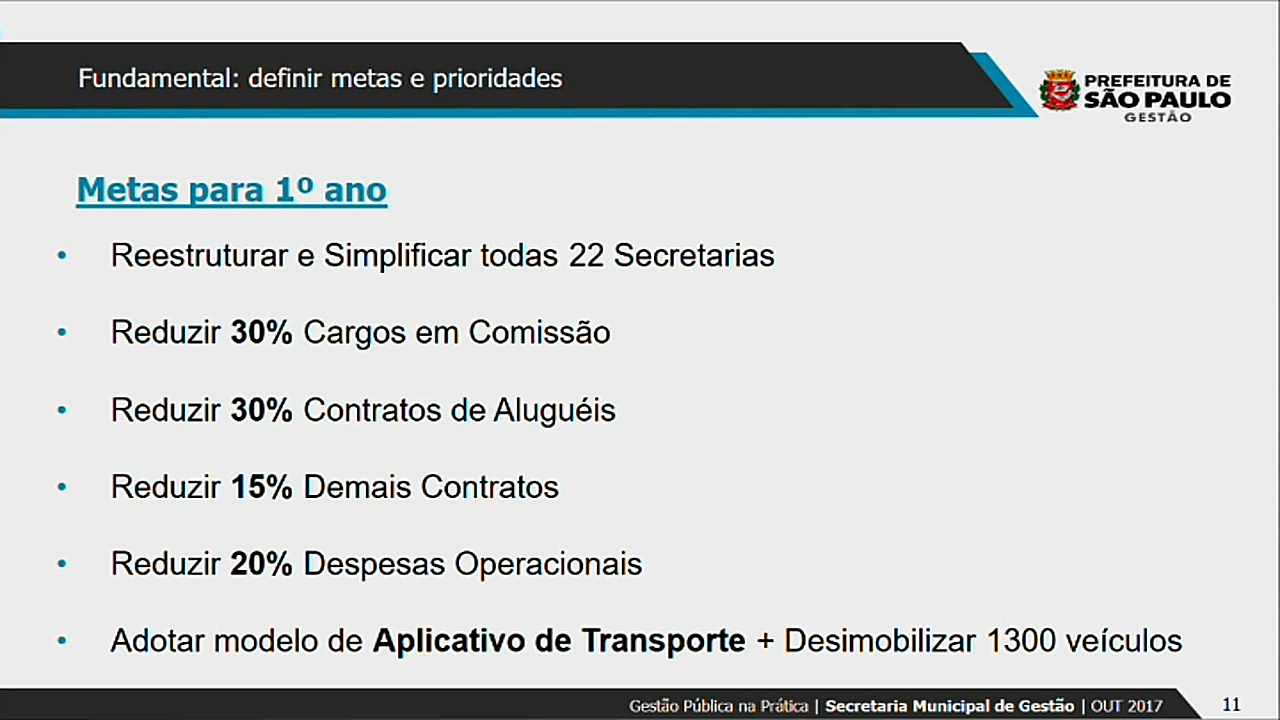 Fundamental: definir metas e prioridades
PREFEITURA DE
SÃO PAULO
GESTÃO
Metas para 1º ano
• Reestruturar e Simplificar todas 22 Secretarias
• Reduzir 30% Cargos em Comissão
• Reduzir 30% Contratos de Aluguéis
• Reduzir 15% Demais Contratos
• Reduzir 20% Despesas Operacionais
• Adotar modelo de Aplicativo de Transporte + Desimobilizar 1300 veículos
Gestão Pública na Prática | Secretaria Municipal de Gestão | OUT 2017 11